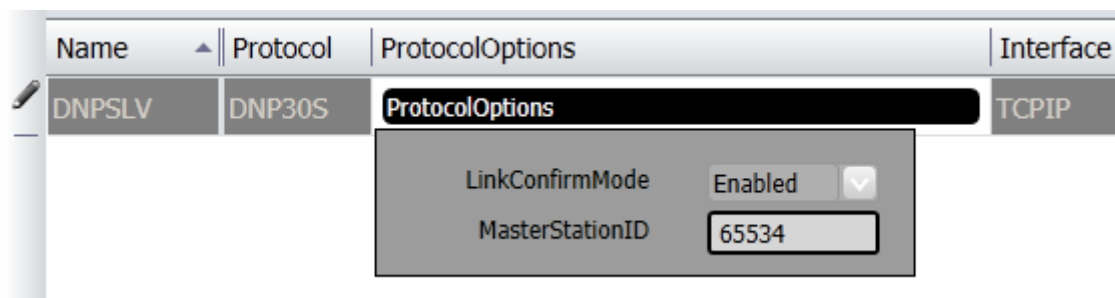 Name Protocol ProtocolOptions Interface
DNPSLV DNP30S ProtocolOptions TCPIP
LinkConfirmMode Enabled
MasterStationID 65534